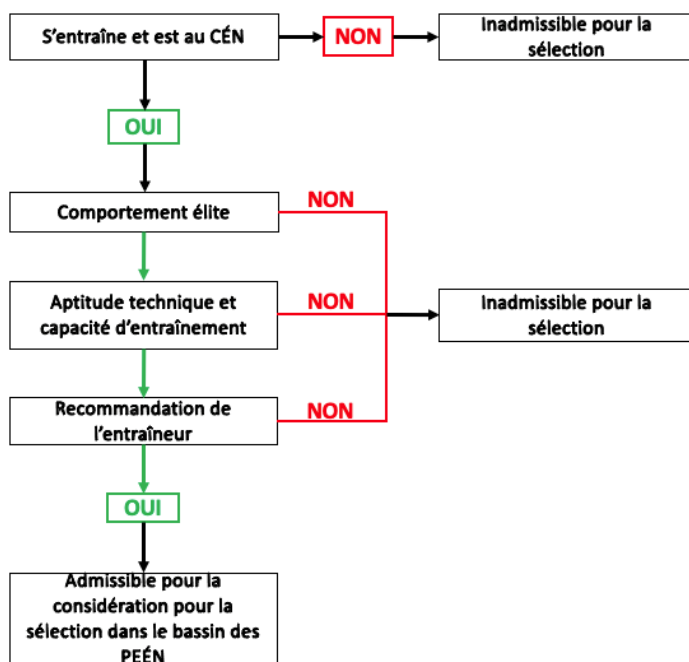 S'entraîne et est au CÉN
NON
Inadmissible pour la
sélection
OUI
Comportement élite
NON
Aptitude technique et
capacité d'entraînement
NON
Inadmissible pour la
sélection
Recommandation de
l'entraîneur
NON
OUI
Admissible pour la
considération pour la
sélection dans le bassin des
PEÉN